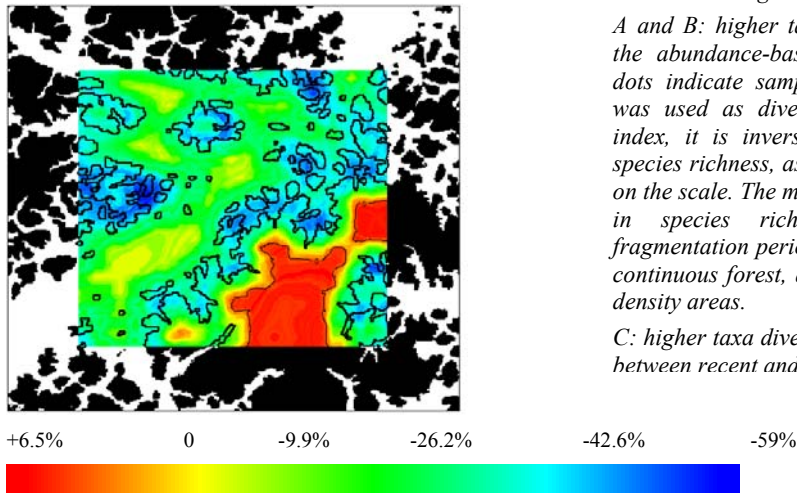 A and B: higher ta
the abundance-bas
dots indicate samp
was used as dive
index, it is invers
species richness, as
on the scale. The m
in species rich
fragmentation peri
continuous forest,
density areas.
C: higher taxa dive
between recent and
+6.5% 0 -9.9% -26.2% -42.6% -59%